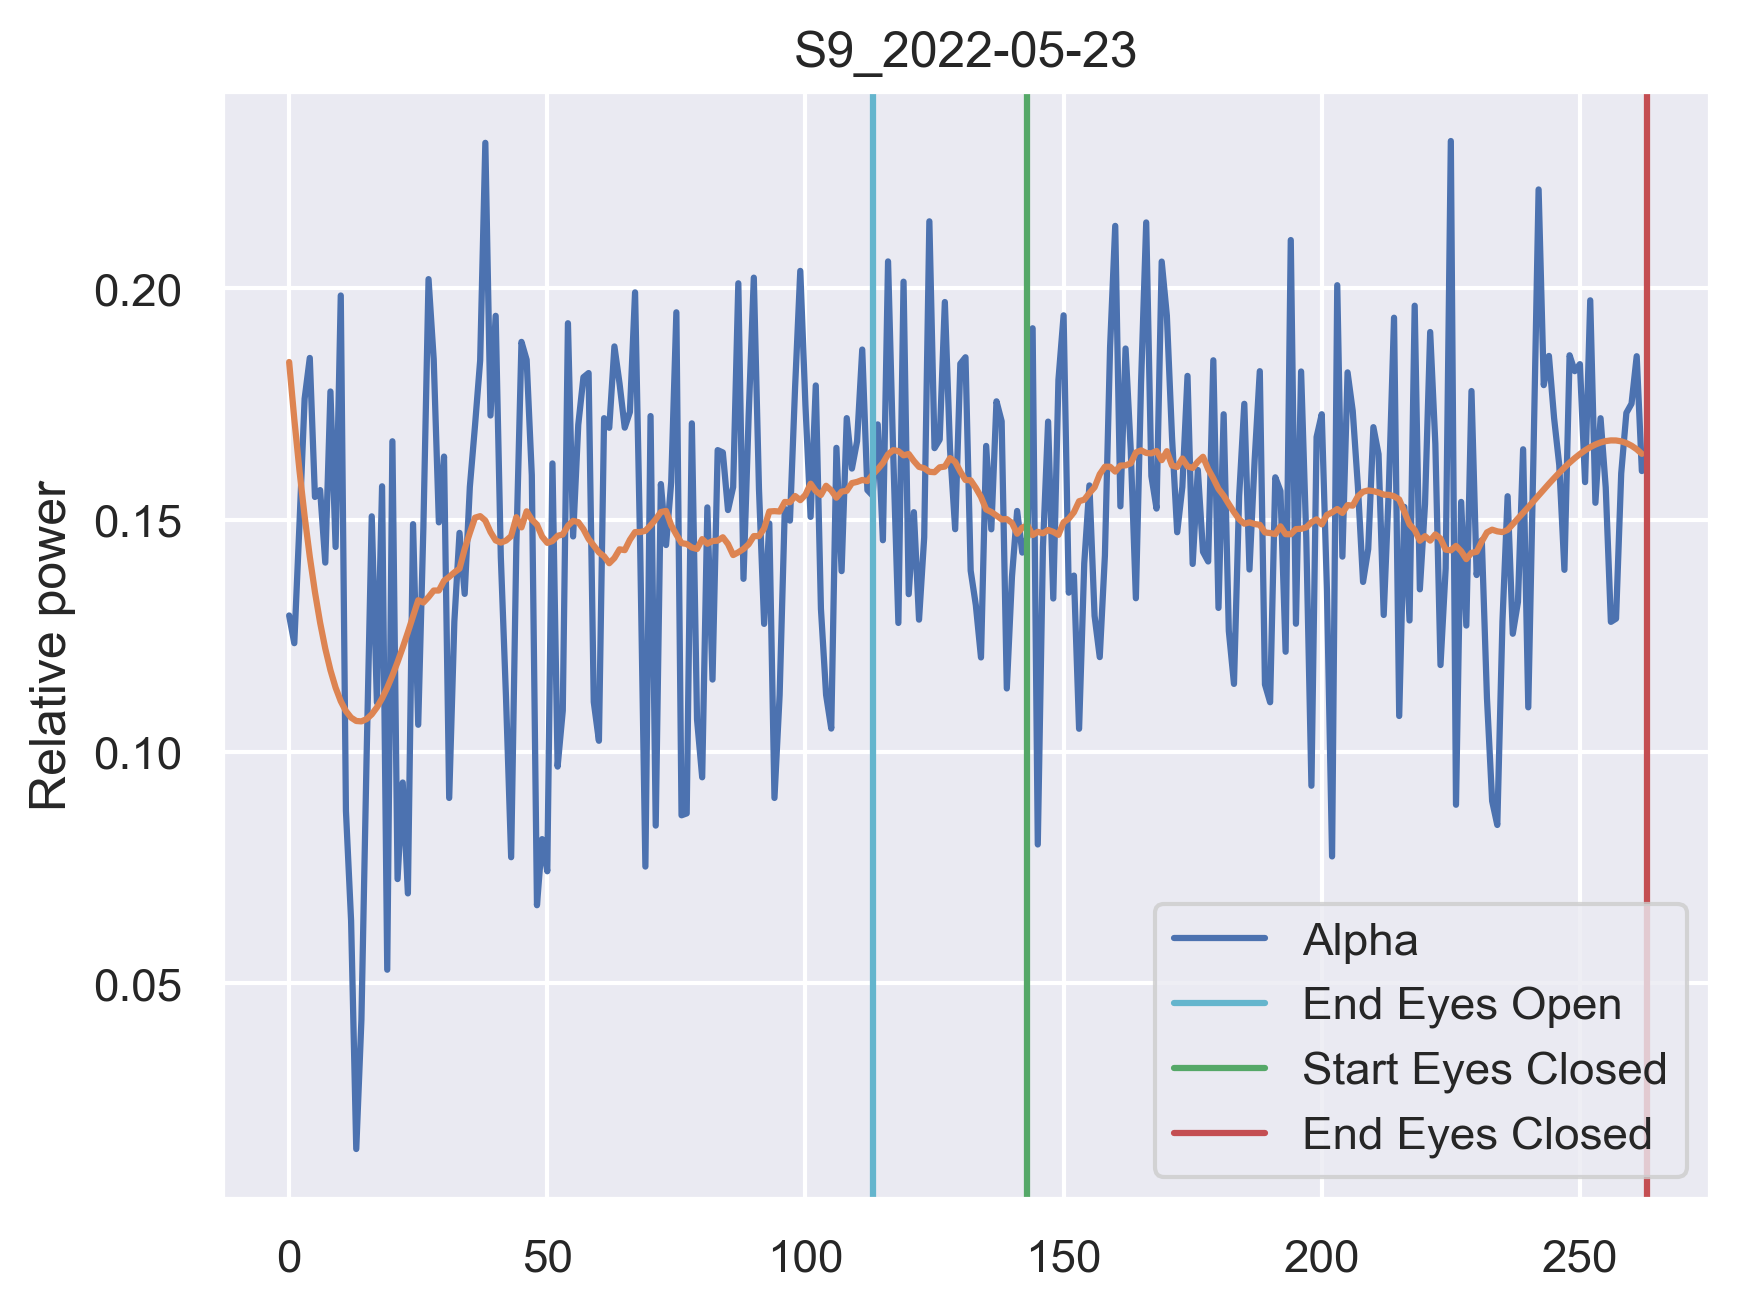 S9_2022-05-23
Relative power
0.20
0.15
0.10
0.05
0 50 100 150 200 250
Alpha
End Eyes Open
Start Eyes Closed
End Eyes Closed